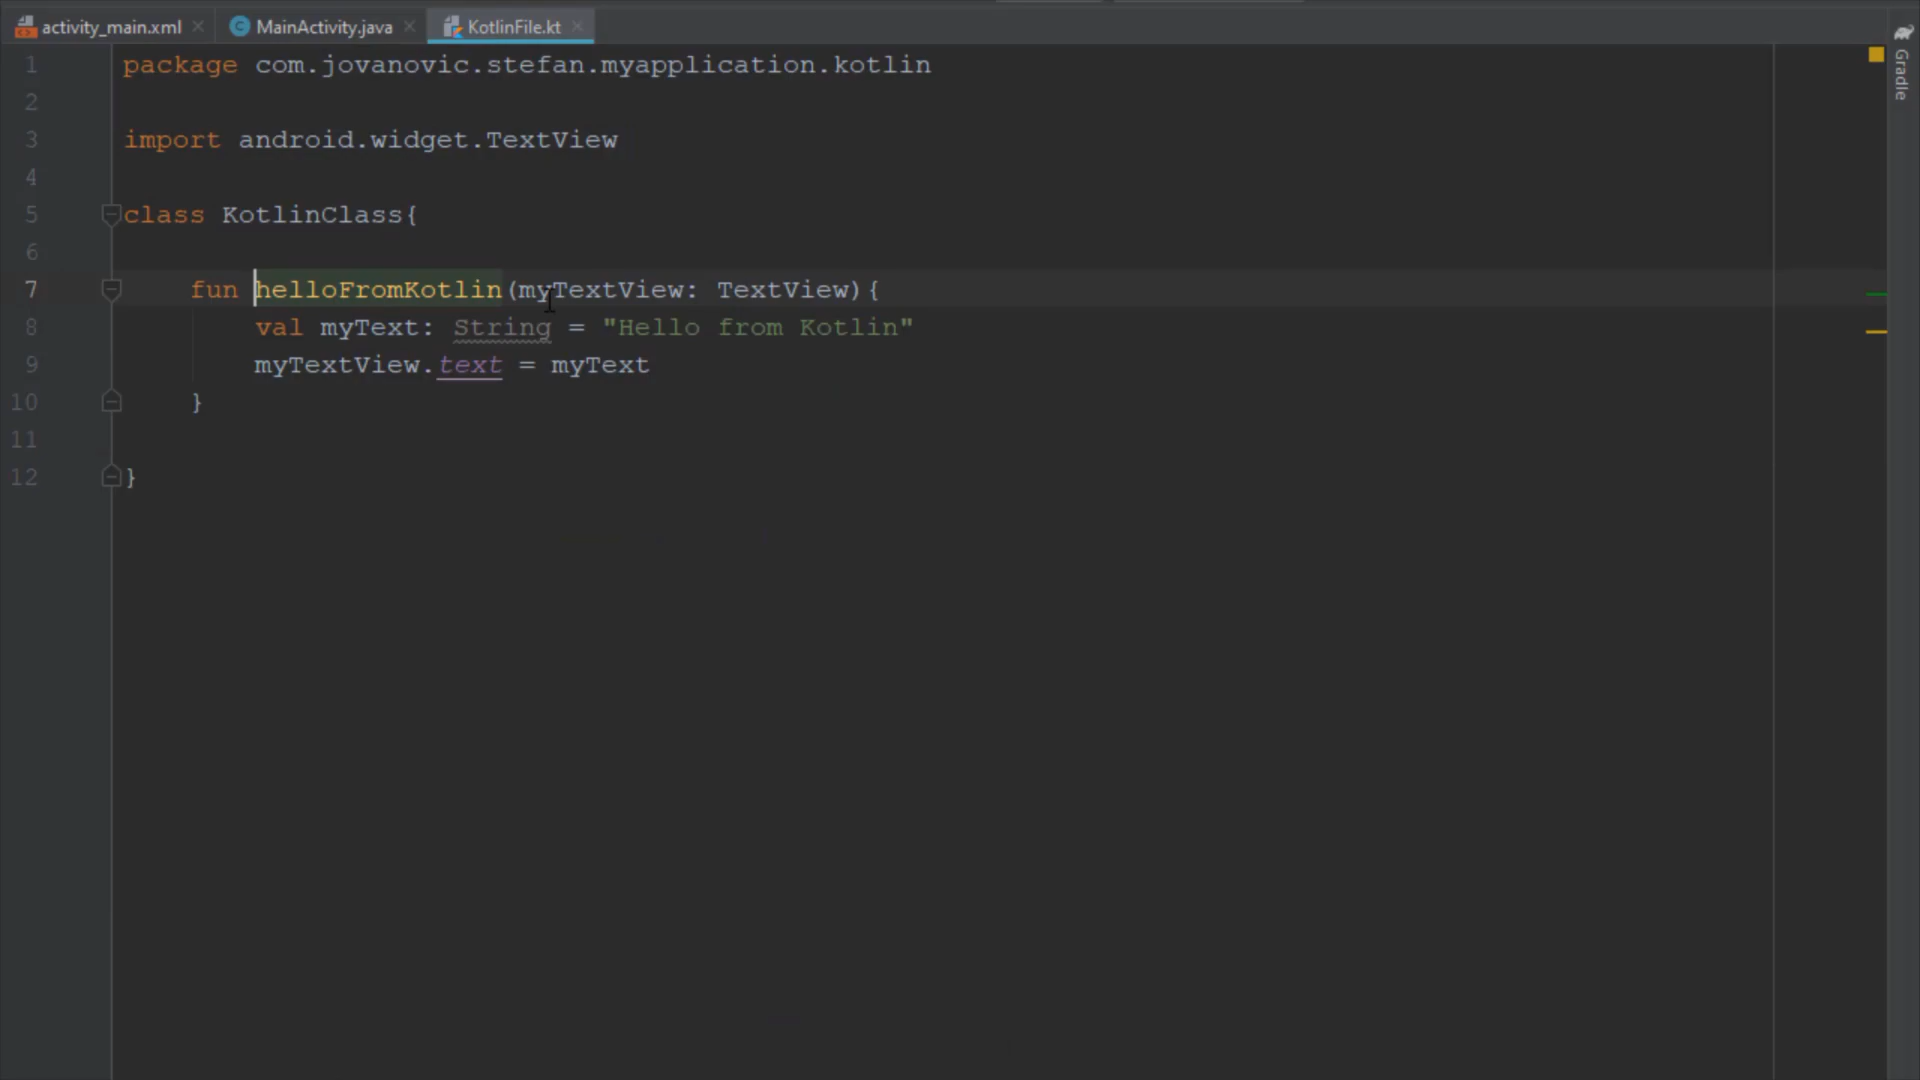 activity_main.xml MainActivity.java KotlinFile.kt
Gradle
1 package com.jovanovic.stefan.myapplication.kotlin
2
3 import android.widget.TextView
4
5 class KotlinClass{
6
7 fun helloFromKotlin(myTextView: TextView){
8 val myText: String = "Hello from Kotlin"
9 myTextView.text = myText
10 }
11
12 }